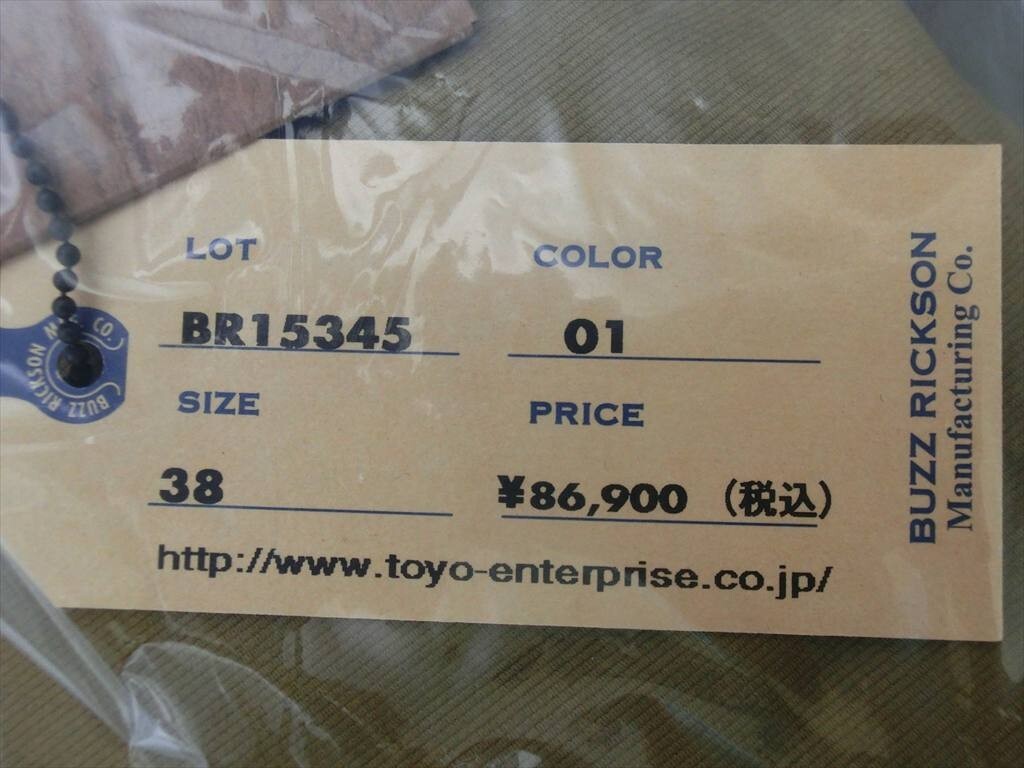 LOT
COLOR
BR15345
01
SIZE
PRICE
38
¥86,900 (税込)
http://www.toyo-enterprise.co.jp/
BUZZ RICKSON
Manufacturing Co.
BUZZ RICKSON
CO.